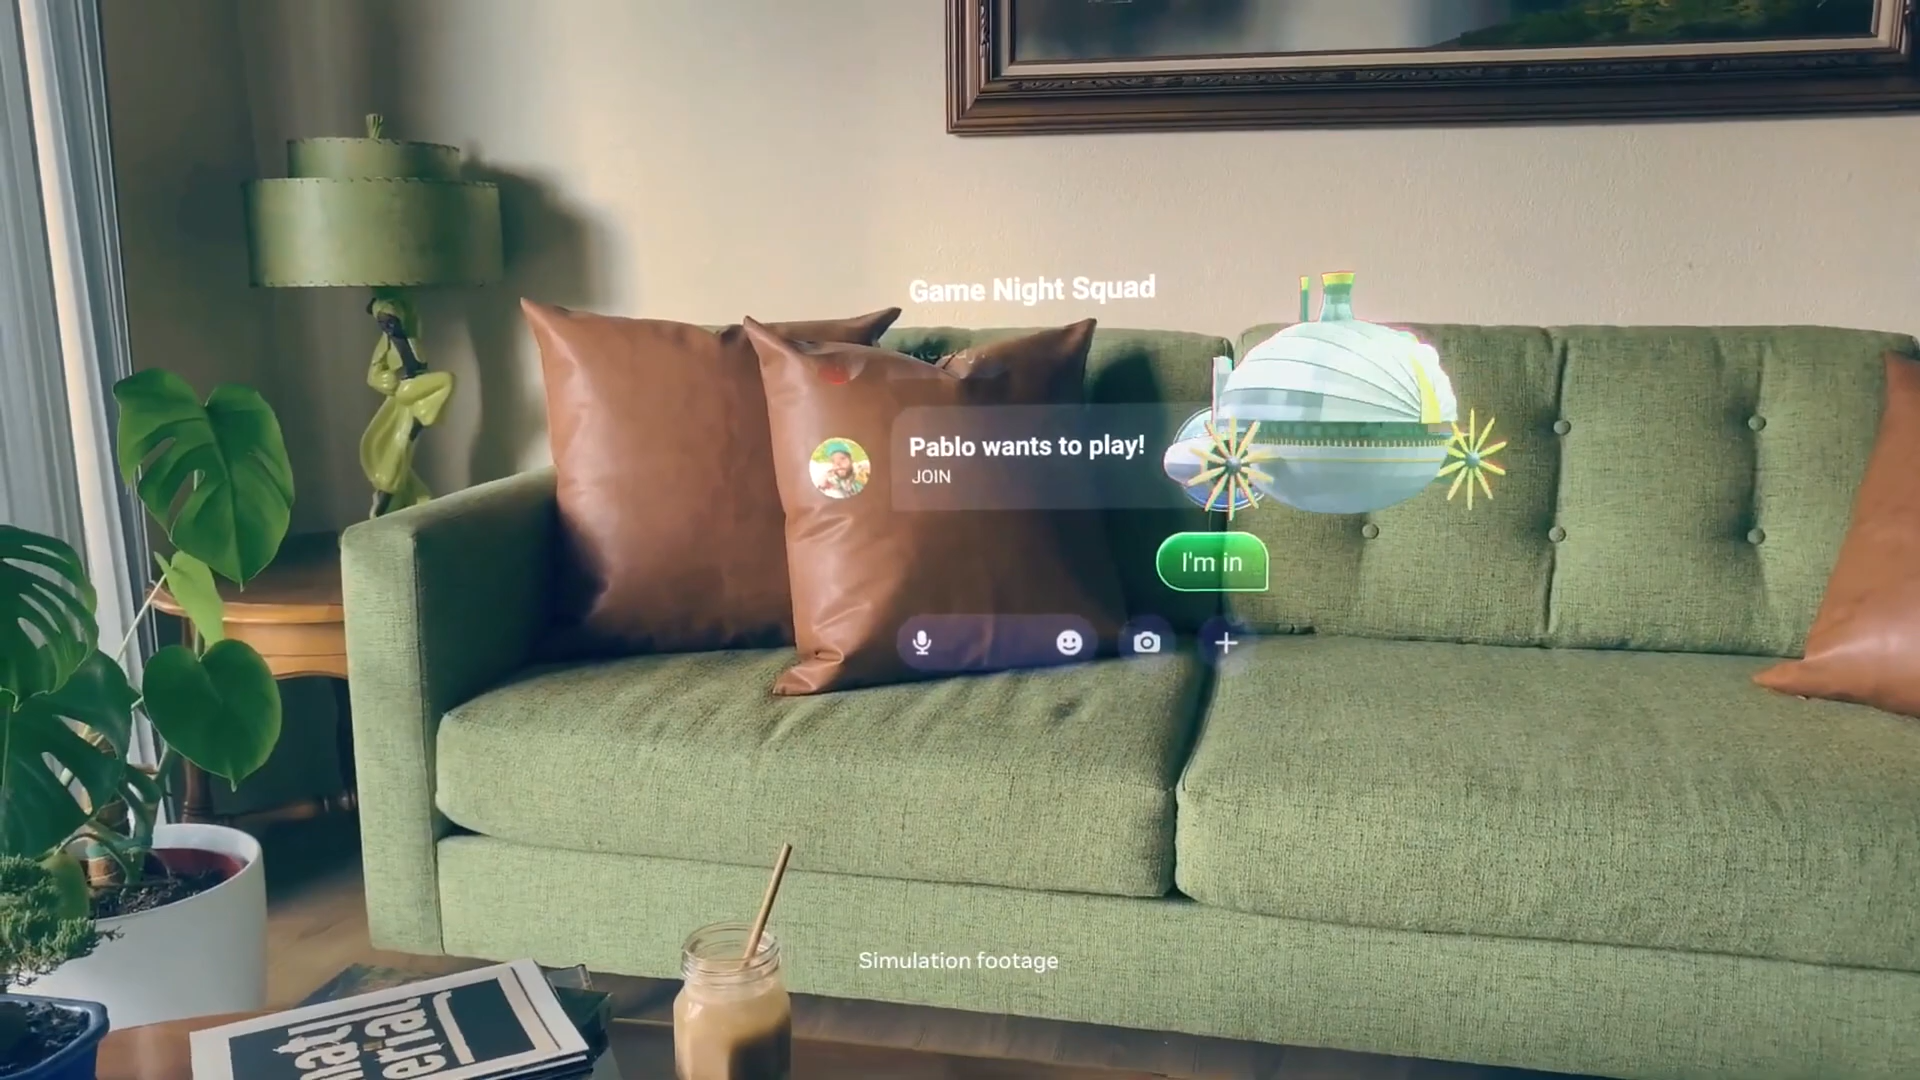 Game Night Squad
Pablo wants to play!
JOIN
I'm in
Simulation footage